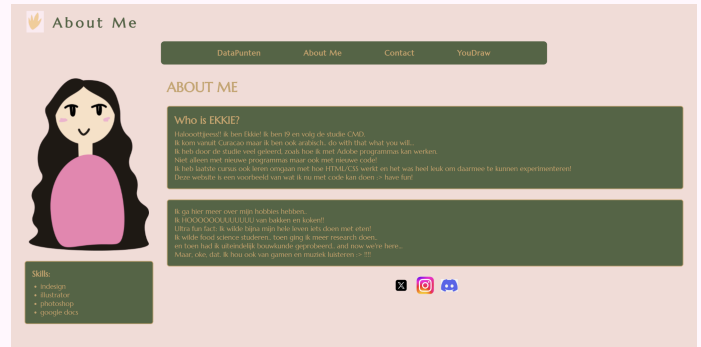 About Me
DataPunten About Me Contact YouDraw
ABOUT ME
Who is EKKIE?
Haloootttjeess!! ik ben Ekkie! Ik ben 19 en volg de studie CMD.
Ik kom vanuit Curacao maar ik ben ook arabisch.. do with that what you will..
Ik heb door de studie veel geleerd, zoals hoe ik met Adobe programmas kan werken.
Niet alleen met nieuwe programmas maar ook met nieuwe code!
Ik heb laatste cursus ook leren omgaan met hoe HTML/CSS werkt en het was heel leuk om daarmee te kunnen experimenteren!
Deze website is een voorbeeld van wat ik nu met code kan doen :> have fun!
Ik ga hier meer over mijn hobbies hebben..
Ik van bakken en koken!!
Ultra fun fact: Ik wilde bijna mijn hele leven iets doen met eten!
Ik wilde food science studeren.. toen ging ik meer research doen..
en toen had ik uiteindelijk bouwkunde geprobeerd.. and now we're here...
Maar, oke, dat. Ik hou ook van gamen en muziek luisteren :>
Skills:
indesign
illustrator
photoshop
google docs